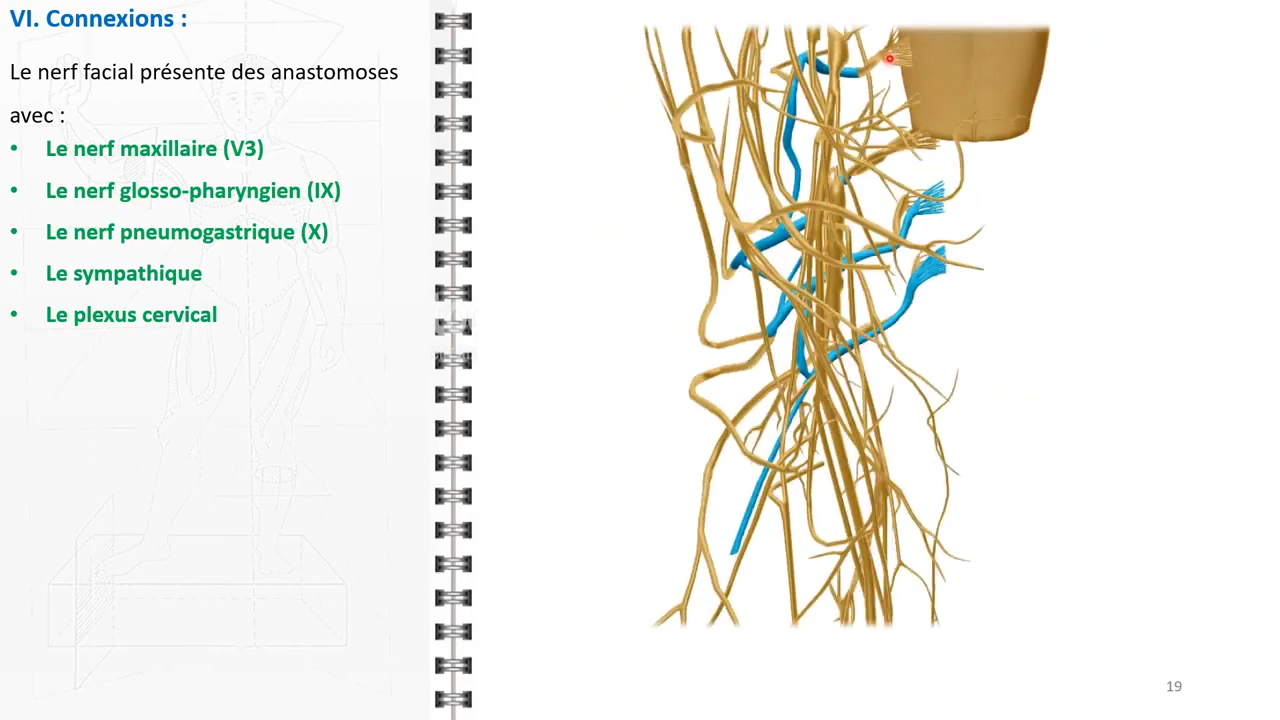 VI. Connexions :
Le nerf facial présente des anastomoses
avec :
• Le nerf maxillaire (V3)
• Le nerf glosso-pharyngien (IX)
• Le nerf pneumogastrique (X)
• Le sympathique
• Le plexus cervical
19